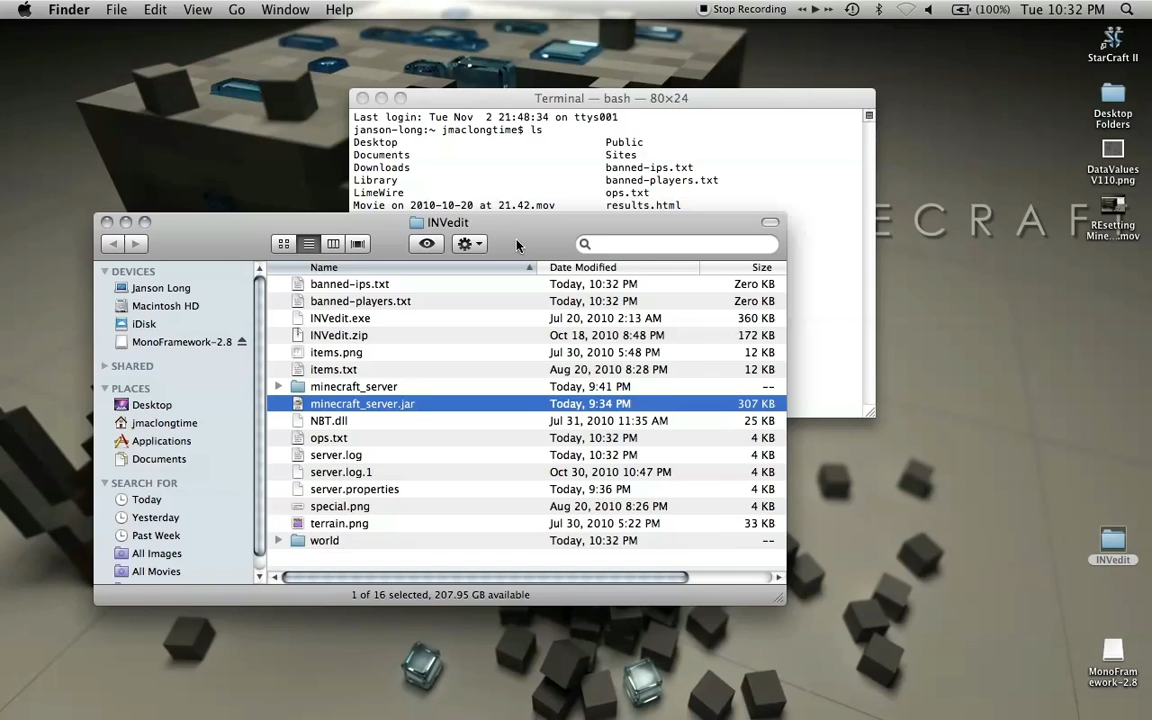 Finder File Edit View Go Window Help Stop Recording (100%) Tue 10:32 PM
StarCraft II
Desktop
Folders
DataValues
V110.png
REsetting
Mine....mov
INVedit
MonoFram
ework-2.8
ECRAFT
Terminal — bash — 80×24
Last login: Tue Nov  2 21:48:34 on ttys001
janson-long:~ jmaclongtime$ ls
Desktop Public
Documents Sites
Downloads banned-ips.txt
Library banned-players.txt
LimeWire ops.txt
Movie on 2010-10-20 at 21.42.mov results.html
INVedit
DEVICES
Janson Long
Macintosh HD
iDisk
MonoFramework-2.8
SHARED
PLACES
Desktop
jmaclongtime
Applications
Documents
SEARCH FOR
Today
Yesterday
Past Week
All Images
All Movies
Name Date Modified Size
banned-ips.txt Today, 10:32 PM Zero KB
banned-players.txt Today, 10:32 PM Zero KB
INVedit.exe Jul 20, 2010 2:13 AM 360 KB
INVedit.zip Oct 18, 2010 8:48 PM 172 KB
items.png Jul 30, 2010 5:48 PM 12 KB
items.txt Aug 20, 2010 8:28 PM 12 KB
minecraft_server Today, 9:41 PM --
minecraft_server.jar Today, 9:34 PM 307 KB
NBT.dll Jul 31, 2010 11:35 AM 25 KB
ops.txt Today, 10:32 PM 4 KB
server.log Today, 10:32 PM 4 KB
server.log.1 Oct 30, 2010 10:47 PM 4 KB
server.properties Today, 9:36 PM 4 KB
special.png Aug 20, 2010 8:26 PM 4 KB
terrain.png Jul 30, 2010 5:22 PM 33 KB
world Today, 10:32 PM --
1 of 16 selected, 207.95 GB available